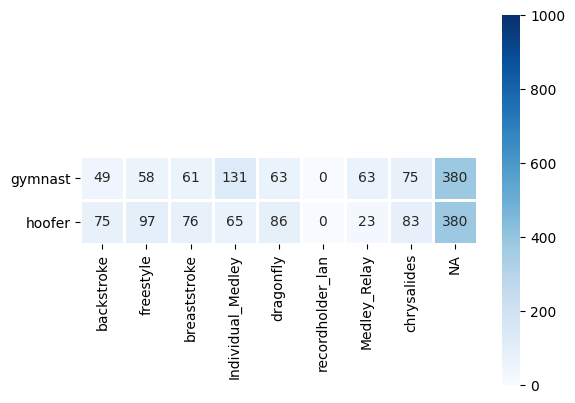 1000
800
600
400
200
0
gymnast 49 58 61 131 63 0 63 75 380
hoofer 75 97 76 65 86 0 23 83 380
backstroke
freestyle
breaststroke
Individual_Medley
dragonfly
recordholder_lan
Medley_Relay
chrysalides
NA